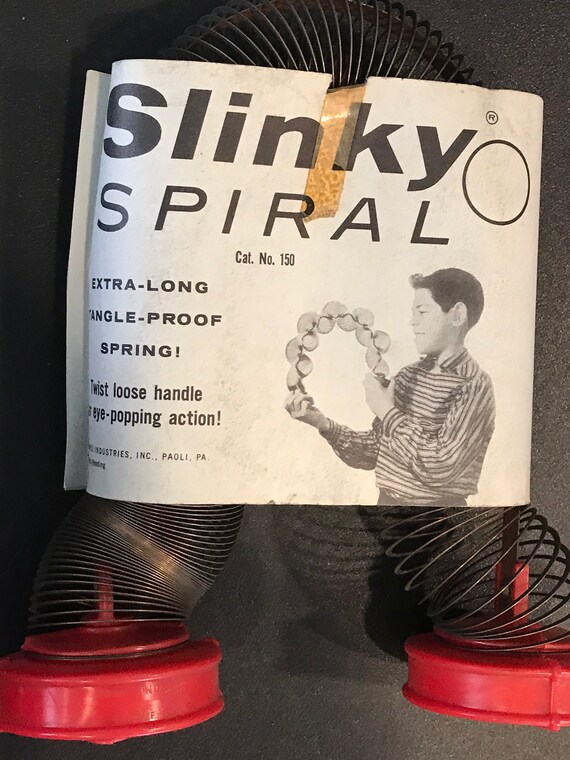 Slinky®
SPIRAL
Cat. No. 150
EXTRA-LONG
TANGLE-PROOF
SPRING!
Twist loose handle
eye-popping action!
INDUSTRIES, INC., PAOLI, PA.